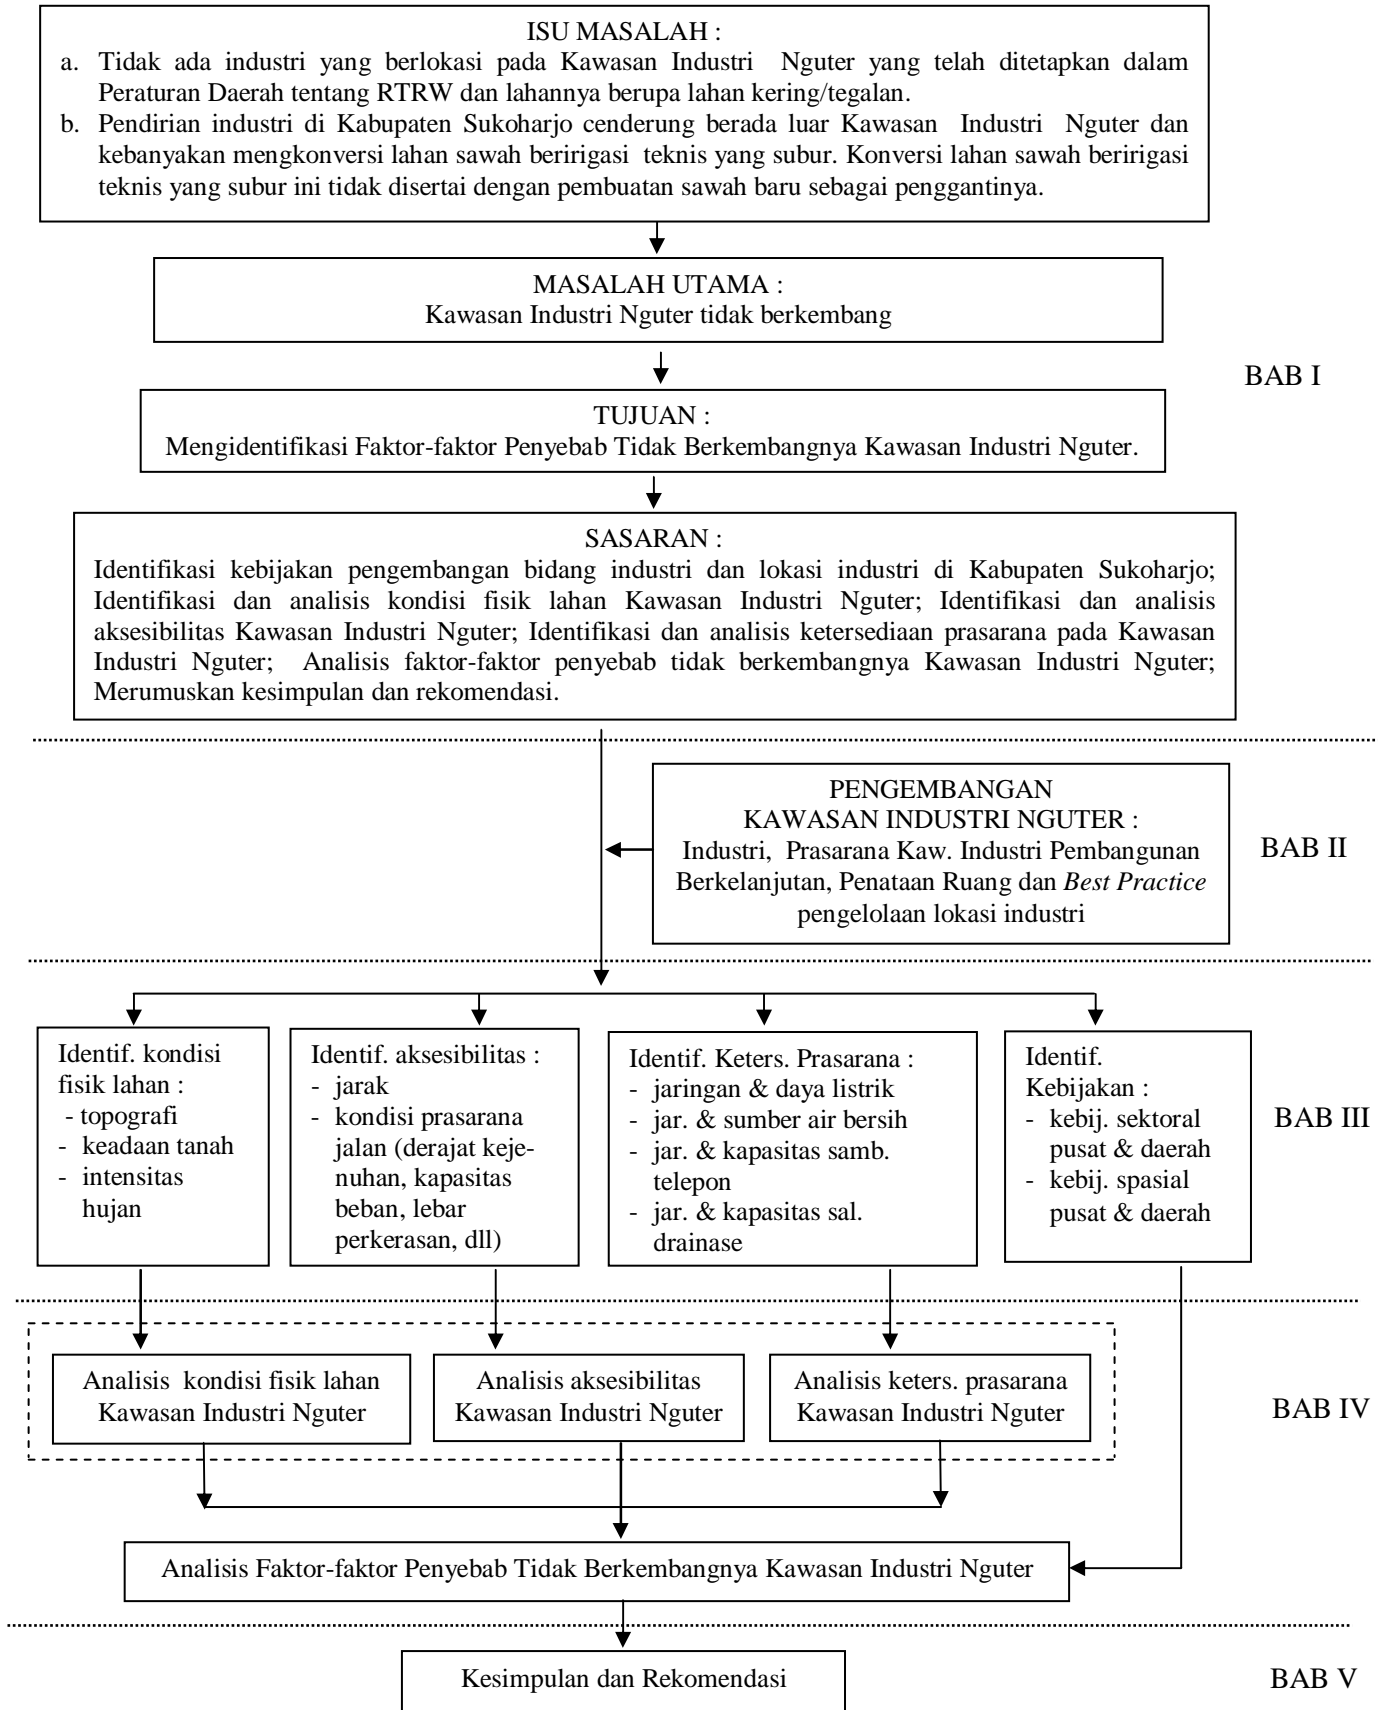 ISU MASALAH :
a. Tidak ada industri yang berlokasi pada Kawasan Industri Nguter yang telah ditetapkan dalam
Peraturan Daerah tentang RTRW dan lahannya berupa lahan kering/tegalan.
b. Pendirian industri di Kabupaten Sukoharjo cenderung berada luar Kawasan Industri Nguter dan
kebanyakan mengkonversi lahan sawah beririgasi teknis yang subur. Konversi lahan sawah beririgasi
teknis yang subur ini tidak disertai dengan pembuatan sawah baru sebagai penggantinya.
MASALAH UTAMA :
Kawasan Industri Nguter tidak berkembang
BAB I
TUJUAN :
Mengidentifikasi Faktor-faktor Penyebab Tidak Berkembangnya Kawasan Industri Nguter.
SASARAN :
Identifikasi kebijakan pengembangan bidang industri dan lokasi industri di Kabupaten Sukoharjo;
Identifikasi dan analisis kondisi fisik lahan Kawasan Industri Nguter; Identifikasi dan analisis
aksesibilitas Kawasan Industri Nguter; Identifikasi dan analisis ketersediaan prasarana pada Kawasan
Industri Nguter; Analisis faktor-faktor penyebab tidak berkembangnya Kawasan Industri Nguter;
Merumuskan kesimpulan dan rekomendasi.
PENGEMBANGAN
KAWASAN INDUSTRI NGUTER :
Industri, Prasarana Kaw. Industri Pembangunan
Berkelanjutan, Penataan Ruang dan Best Practice
pengelolaan lokasi industri
BAB II
Identif. kondisi
fisik lahan :
- topografi
- keadaan tanah
- intensitas
hujan
Identif. aksesibilitas :
- jarak
- kondisi prasarana
jalan (derajat keje-
nuhan, kapasitas
beban, lebar
perkerasan, dll)
Identif. Keters. Prasarana :
- jaringan & daya listrik
- jar. & sumber air bersih
- jar. & kapasitas samb.
telepon
- jar. & kapasitas sal.
drainase
Identif.
Kebijakan :
- kebij. sektoral
pusat & daerah
- kebij. spasial
pusat & daerah
BAB III
Analisis kondisi fisik lahan
Kawasan Industri Nguter
Analisis aksesibilitas
Kawasan Industri Nguter
Analisis keters. prasarana
Kawasan Industri Nguter
BAB IV
Analisis Faktor-faktor Penyebab Tidak Berkembangnya Kawasan Industri Nguter
Kesimpulan dan Rekomendasi
BAB V